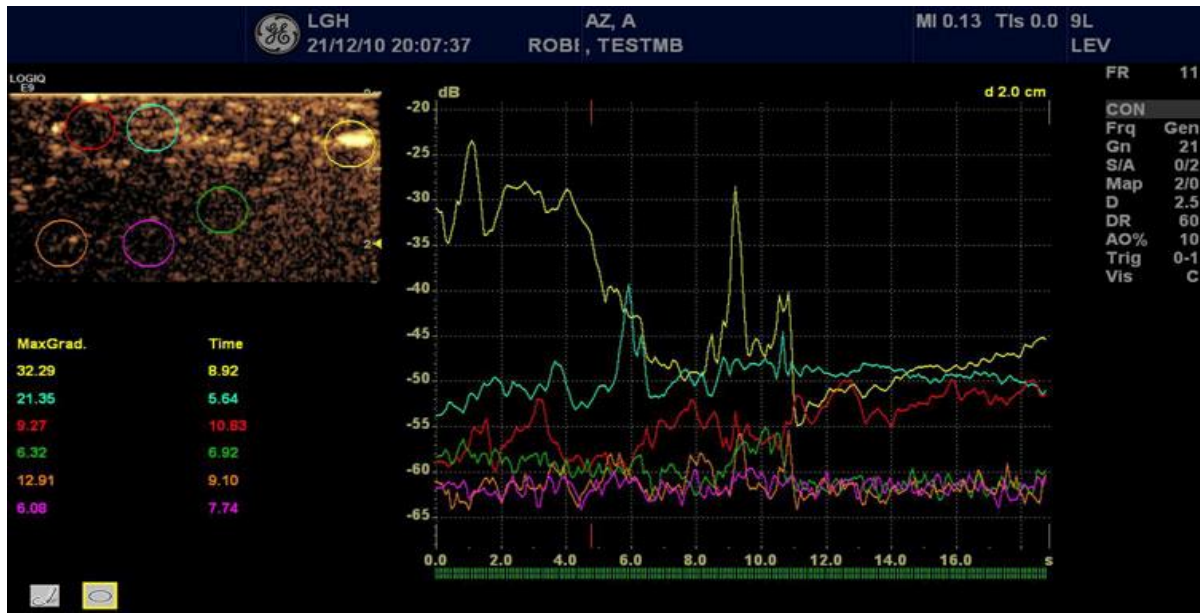 GE LGH AZ, A MI 0.13 TIs 0.0 9L
21/12/10 20:07:37 ROBE, TESTMB LEV
LOGIQ
E9
FR 11
CON
Frq Gen
Gn 21
S/A 0/2
Map 2/0
D 2.5
DR 60
AO% 10
Trig 0-1
Vis C
2
dB d 2.0 cm
-20
-25
-30
-35
-40
-45
-50
-55
-60
-65
0.0 2.0 4.0 6.0 8.0 10.0 12.0 14.0 16.0 s
MaxGrad. Time
32.29 8.92
21.35 5.64
9.27 10.83
6.32 6.92
12.91 9.10
6.08 7.74